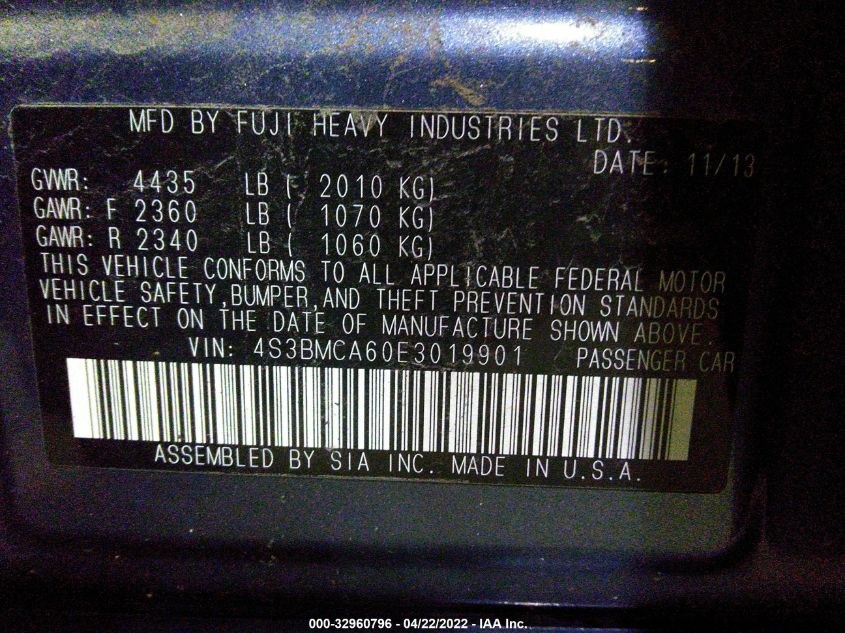 MFD BY FUJI HEAVY INDUSTRIES LTD.
DATE: 11/13
GVWR: 4435 LB ( 2010 KG)
GAWR: F 2360 LB ( 1070 KG)
GAWR: R 2340 LB ( 1060 KG)
THIS VEHICLE CONFORMS TO ALL APPLICABLE FEDERAL MOTOR
VEHICLE SAFETY,BUMPER,AND THEFT PREVENTION STANDARDS
IN EFFECT ON THE DATE OF MANUFACTURE SHOWN ABOVE.
VIN: 4S3BMCA60E3019901 PASSENGER CAR
ASSEMBLED BY SIA INC. MADE IN U.S.A.
000-32960796 - 04/22/2022 - IAA Inc.